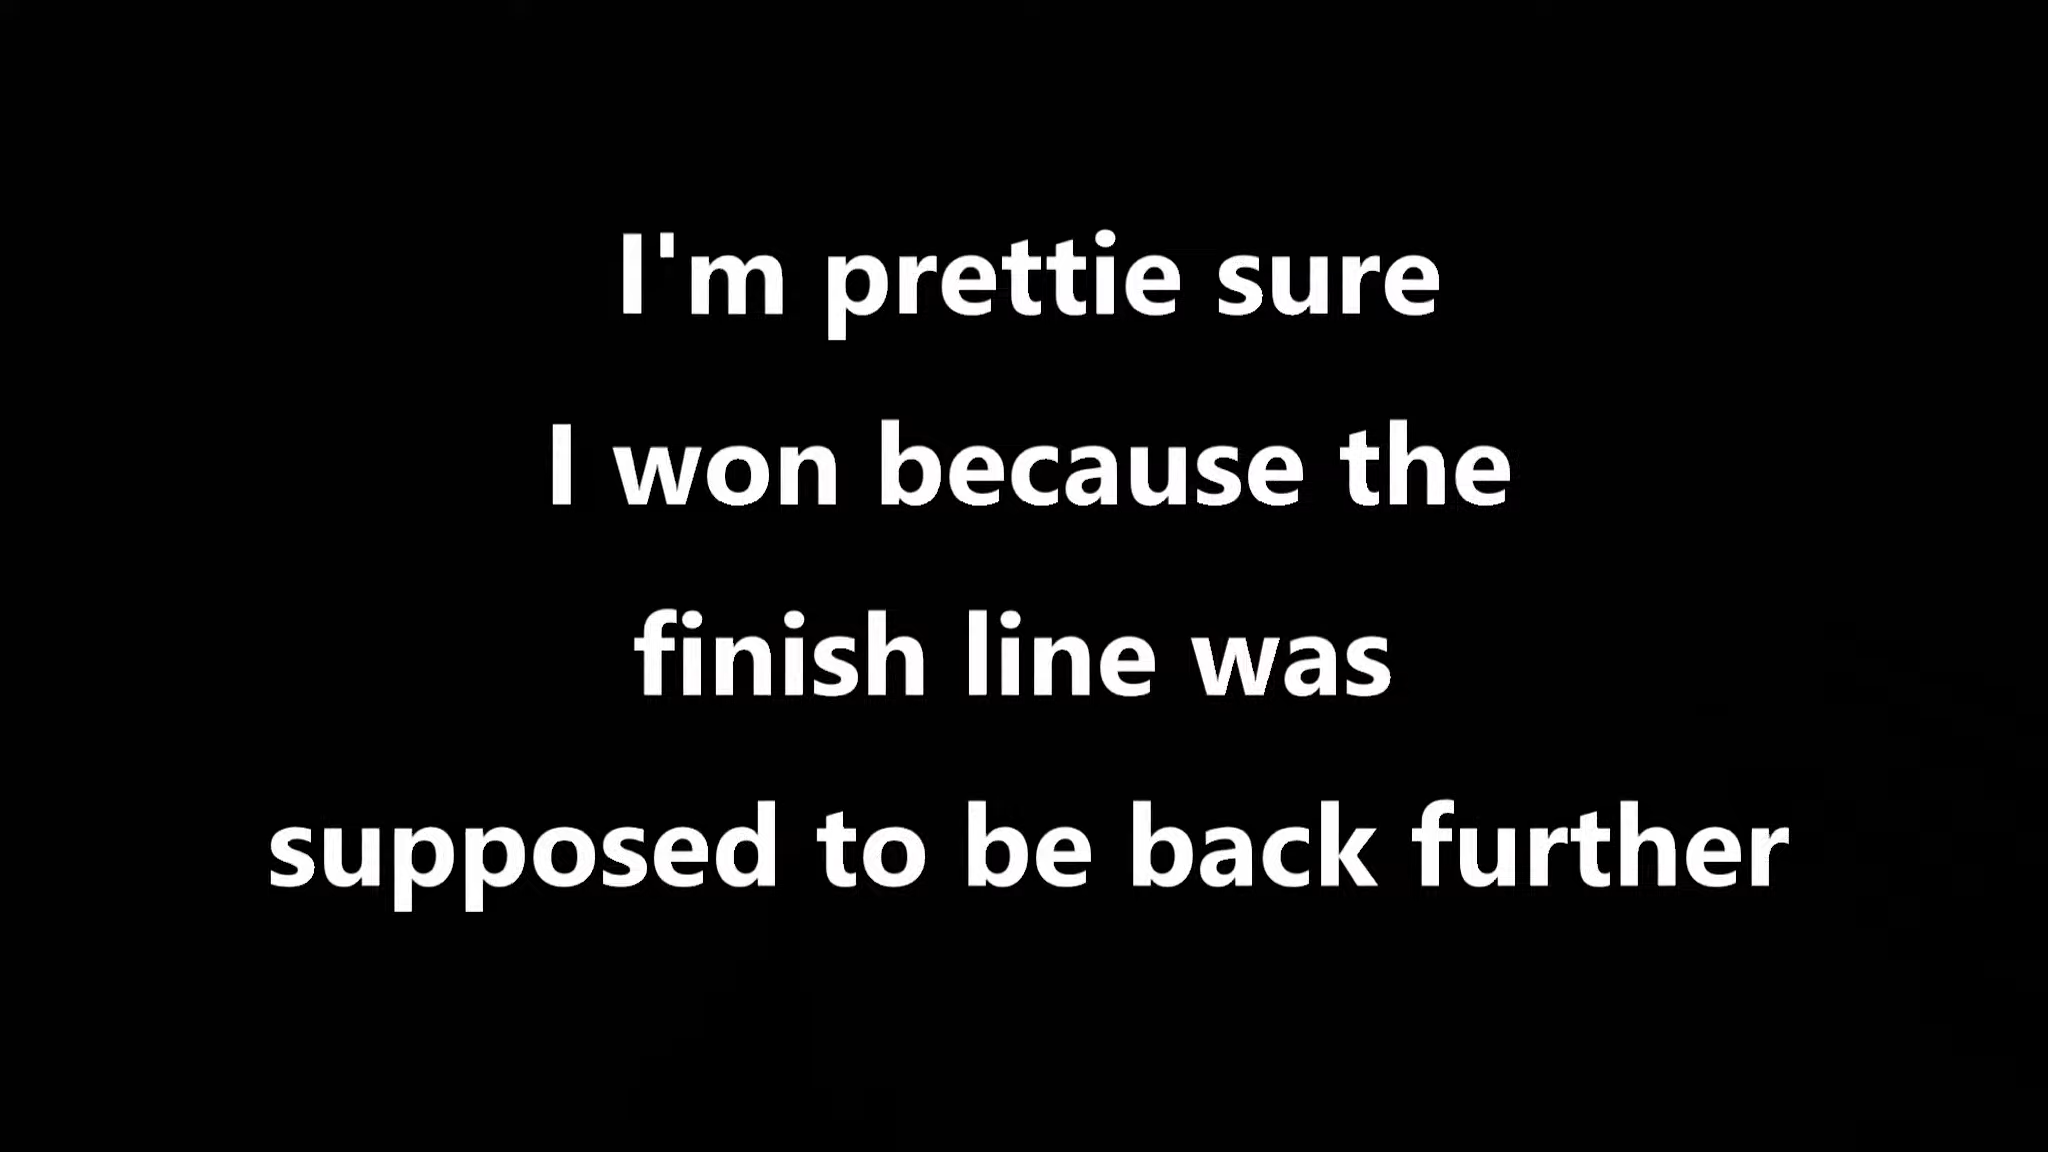 I'm prettie sure
I won because the
finish line was
supposed to be back further